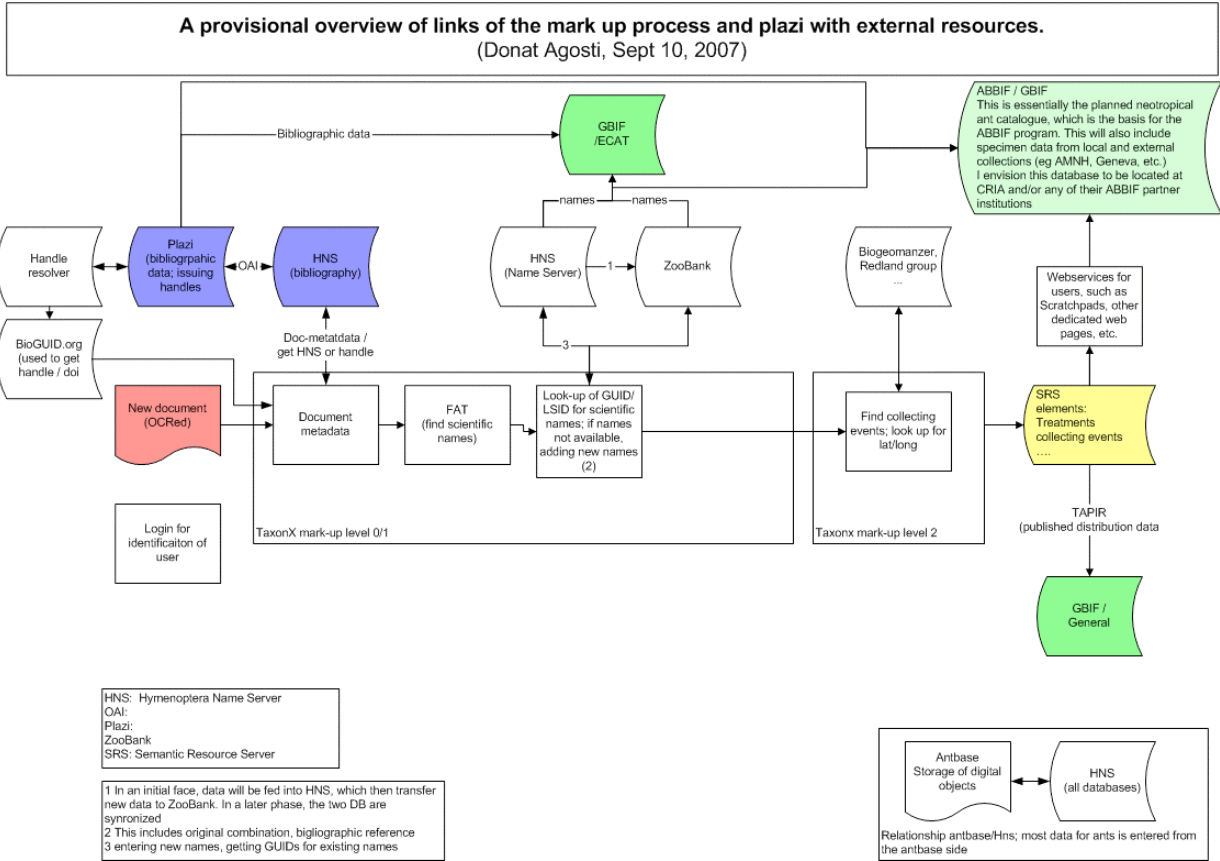 A provisional overview of links of the mark up process and plazi with external resources.
(Donat Agosti, Sept 10, 2007)
ABBIF / GBIF
This is essentially the planned neotropical
ant catalogue, which is the basis for the
ABBIF program. This will also include
specimen data from local and external
collections (eg AMNH, Geneva, etc.)
I envision this database to be located at
CRIA and/or any of their ABBIF partner
institutions
Bibliographic data
GBIF
/ECAT
names
names
Handle
resolver
Plazi
(bibliogrpahic
data; issuing
handles
OAI
HNS
(bibliography)
HNS
(Name Server)
1
ZooBank
Biogeomanzer,
Redland group
...
Webservices for
users, such as
Scratchpads, other
dedicated web
pages, etc.
BioGUID.org
(used to get
handle / doi
Doc-metatdata /
get HNS or handle
3
New document
(OCRed)
Document
metadata
FAT
(find scientific
names)
Look-up of GUID/
LSID for scientific
names; if names
not available,
adding new names
(2)
Find collecting
events; look up for
lat/long
SRS
elements:
Treatments
collecting events
....
Login for
identificaiton of
user
TaxonX mark-up level 0/1
Taxonx mark-up level 2
TAPIR
(published distribution data
GBIF /
General
HNS:  Hymenoptera Name Server
OAI:
Plazi:
ZooBank
SRS: Semantic Resource Server
1 In an initial face, data will be fed into HNS, which then transfer
new data to ZooBank. In a later phase, the two DB are
synronized
2 This includes original combination, bigliographic reference
3 entering new names, getting GUIDs for existing names
Antbase
Storage of digital
objects
HNS
(all databases)
Relationship antbase/Hns; most data for ants is entered from
the antbase side